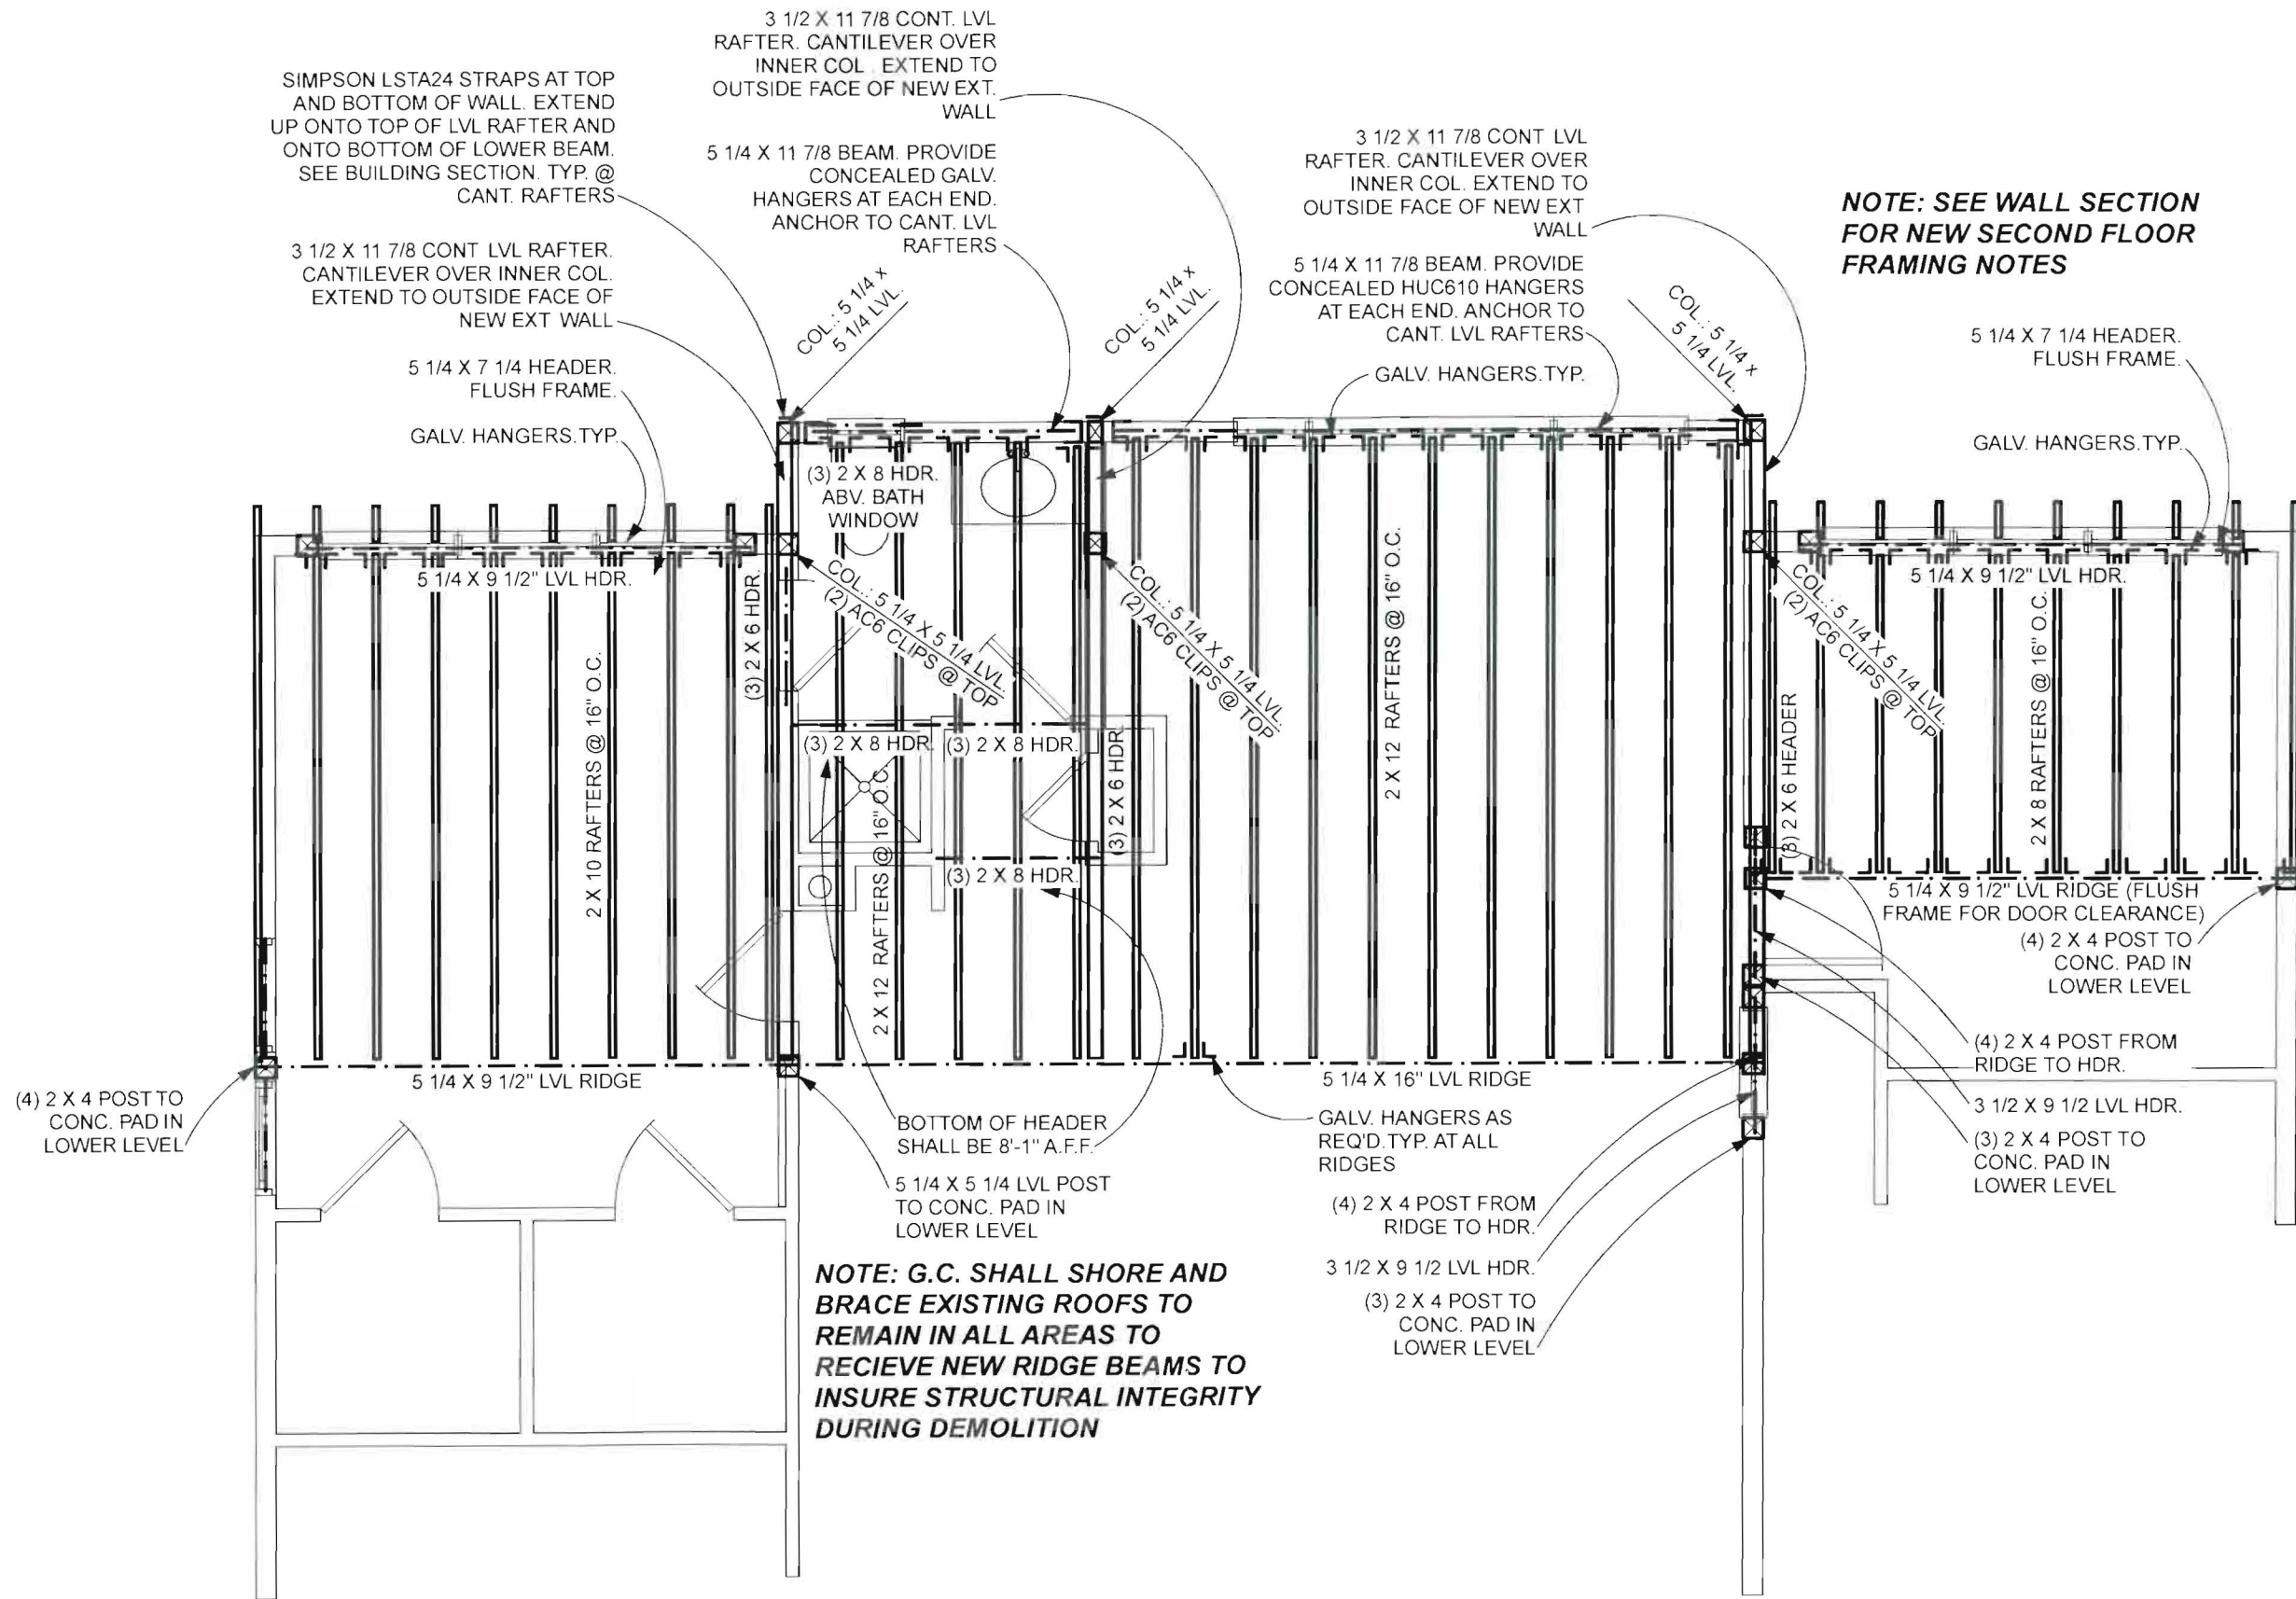 3 1/2 X 11 7/8 CONT. LVL
RAFTER. CANTILEVER OVER
INNER COL . EXTEND TO
OUTSIDE FACE OF NEW EXT.
WALL
SIMPSON LSTA24 STRAPS AT TOP
AND BOTTOM OF WALL. EXTEND
UP ONTO TOP OF LVL RAFTER AND
ONTO BOTTOM OF LOWER BEAM.
SEE BUILDING SECTION. TYP. @
CANT. RAFTERS
5 1/4 X 11 7/8 BEAM. PROVIDE
CONCEALED GALV.
HANGERS AT EACH END.
ANCHOR TO CANT. LVL
RAFTERS
3 1/2 X 11 7/8 CONT LVL
RAFTER. CANTILEVER OVER
INNER COL. EXTEND TO
OUTSIDE FACE OF NEW EXT
WALL
NOTE: SEE WALL SECTION
FOR NEW SECOND FLOOR
FRAMING NOTES
3 1/2 X 11 7/8 CONT LVL RAFTER.
CANTILEVER OVER INNER COL.
EXTEND TO OUTSIDE FACE OF
NEW EXT WALL
5 1/4 X 11 7/8 BEAM. PROVIDE
CONCEALED HUC610 HANGERS
AT EACH END. ANCHOR TO
CANT. LVL RAFTERS
COL.: 5 1/4 x
5 1/4 LVL.
COL.: 5 1/4 x
5 1/4 LVL.
COL.: 5 1/4 x
5 1/4 LVL.
5 1/4 X 7 1/4 HEADER.
FLUSH FRAME.
5 1/4 X 7 1/4 HEADER.
FLUSH FRAME.
GALV. HANGERS.TYP.
GALV. HANGERS.TYP.
GALV. HANGERS.TYP.
(3) 2 X 8 HDR.
ABV. BATH
WINDOW
5 1/4 X 9 1/2" LVL HDR.
5 1/4 X 9 1/2" LVL HDR.
(3) 2 X 6 HDR.
COL.: 5 1/4 X 5 1/4 LVL.
(2) AC6 CLIPS @ TOP
COL.: 5 1/4 X 5 1/4 LVL.
(2) AC6 CLIPS @ TOP
COL.: 5 1/4 X 5 1/4 LVL.
(2) AC6 CLIPS @ TOP
2 X 10 RAFTERS @ 16" O.C.
2 X 12 RAFTERS @ 16" O.C.
2 X 12 RAFTERS @ 16" O.C.
2 X 8 RAFTERS @ 16" O.C.
(3) 2 X 8 HDR.
(3) 2 X 8 HDR.
(3) 2 X 6 HDR.
(3) 2 X 6 HEADER
(3) 2 X 8 HDR.
5 1/4 X 9 1/2" LVL RIDGE (FLUSH
FRAME FOR DOOR CLEARANCE)
(4) 2 X 4 POST TO
CONC. PAD IN
LOWER LEVEL
(4) 2 X 4 POST FROM
RIDGE TO HDR.
3 1/2 X 9 1/2 LVL HDR.
(3) 2 X 4 POST TO
CONC. PAD IN
LOWER LEVEL
5 1/4 X 9 1/2" LVL RIDGE
5 1/4 X 16" LVL RIDGE
(4) 2 X 4 POST TO
CONC. PAD IN
LOWER LEVEL
BOTTOM OF HEADER
SHALL BE 8'-1" A.F.F.
GALV. HANGERS AS
REQ'D.TYP. AT ALL
RIDGES
5 1/4 X 5 1/4 LVL POST
TO CONC. PAD IN
LOWER LEVEL
(4) 2 X 4 POST FROM
RIDGE TO HDR.
3 1/2 X 9 1/2 LVL HDR.
(3) 2 X 4 POST TO
CONC. PAD IN
LOWER LEVEL
NOTE: G.C. SHALL SHORE AND
BRACE EXISTING ROOFS TO
REMAIN IN ALL AREAS TO
RECIEVE NEW RIDGE BEAMS TO
INSURE STRUCTURAL INTEGRITY
DURING DEMOLITION